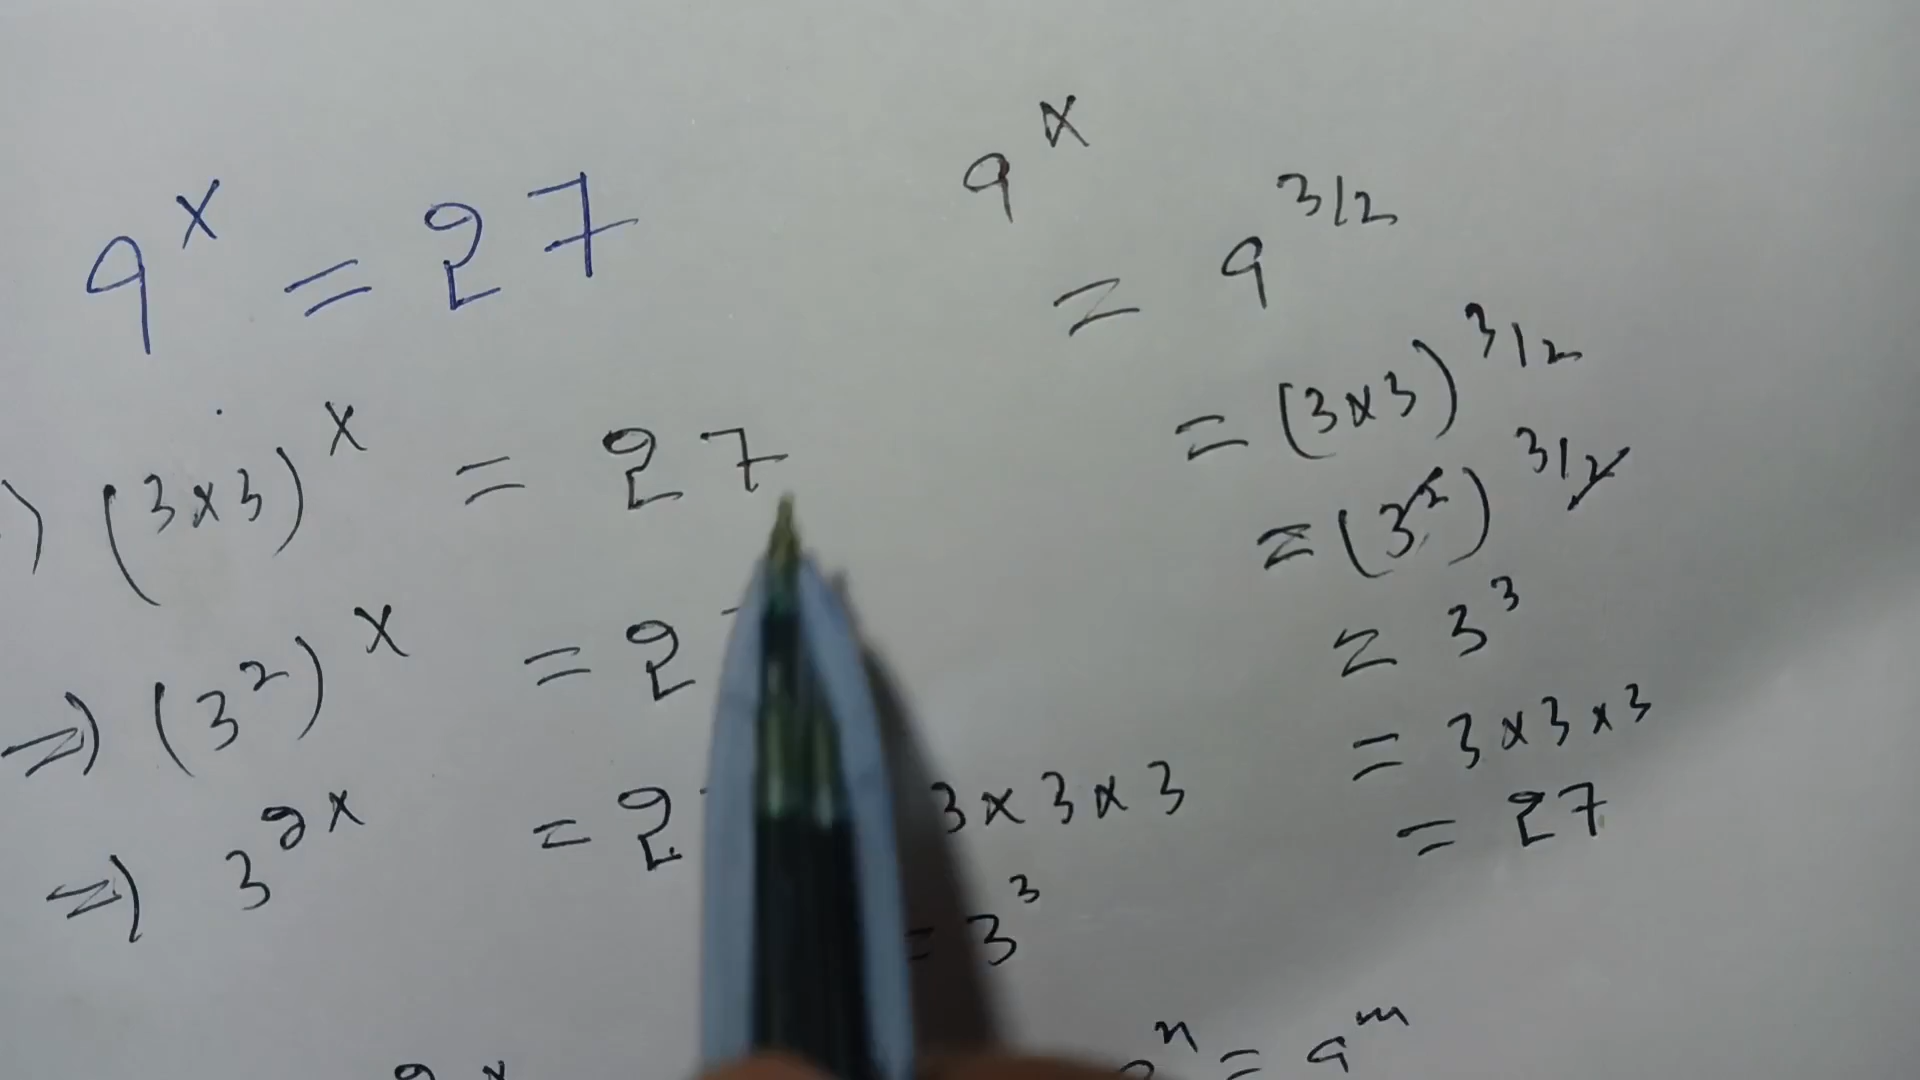 9^x = 27
(3×3)^x = 27
⇒ (3^2)^x = 2
⇒ 3^2x = 2
3×3×3
= 3^3
9^x
= 9^3/2
= (3×3)^3/2
= (3^2)^3/2
= 3^3
= 3×3×3
= 27
2x
^n = a^m